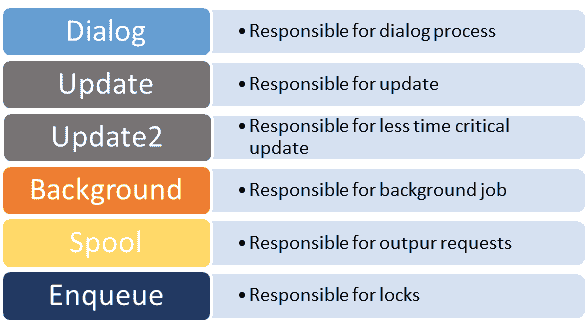 Dialog
• Responsible for dialog process
Update
• Responsible for update
Update2
• Responsible for less time critical
update
Background
• Responsible for background job
Spool
• Responsible for outpur requests
Enqueue
• Responsible for locks